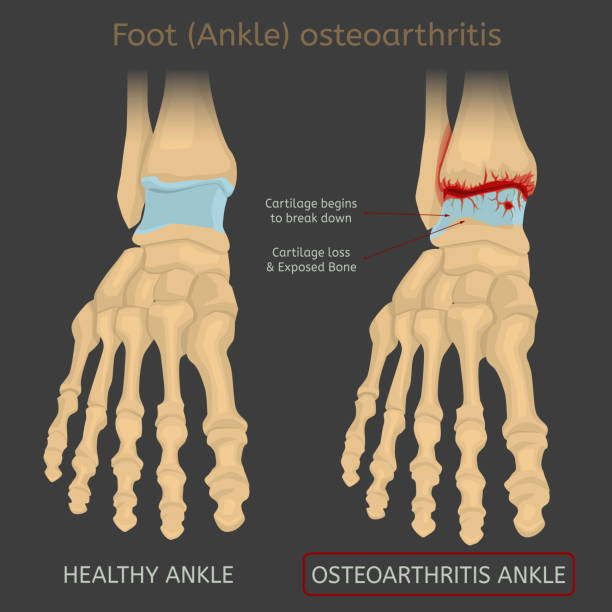 Foot (Ankle) osteoarthritis
Cartilage begins
to break down
Cartilage loss
& Exposed Bone
HEALTHY ANKLE
OSTEOARTHRITIS ANKLE